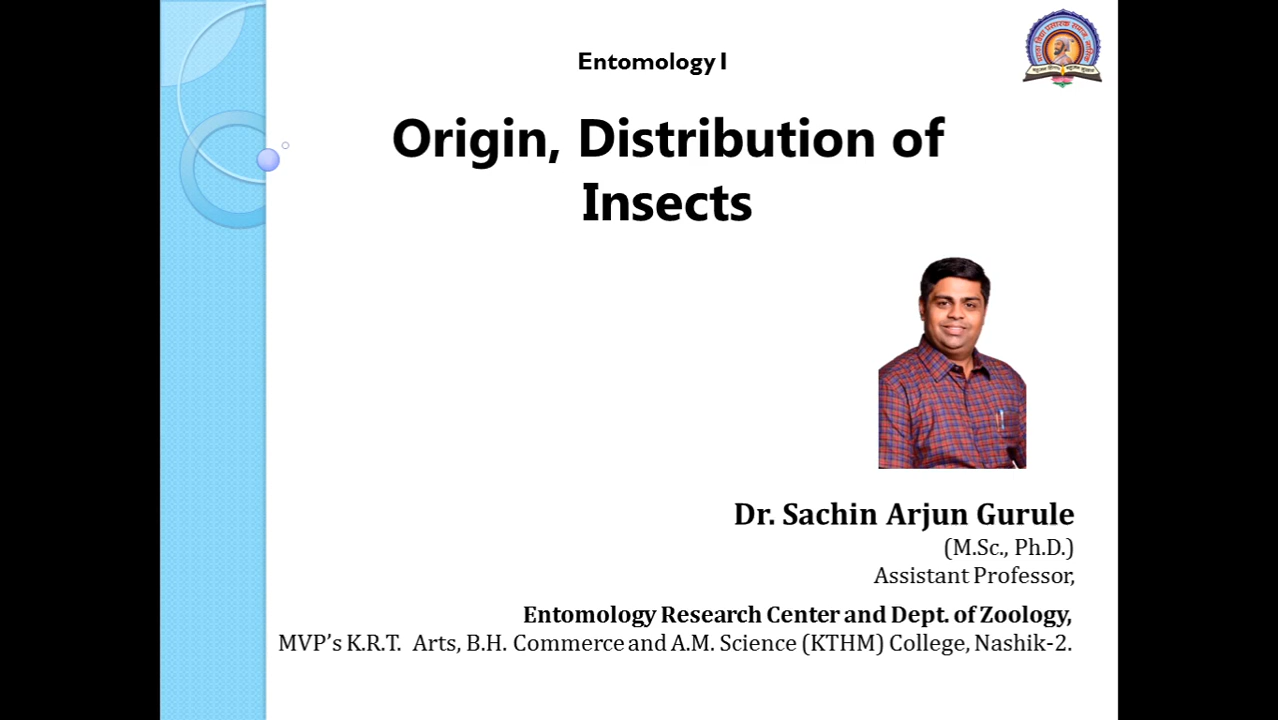 Entomology I
Origin, Distribution of
Insects
Dr. Sachin Arjun Gurule
(M.Sc., Ph.D.)
Assistant Professor,
Entomology Research Center and Dept. of Zoology,
MVP's K.R.T. Arts, B.H. Commerce and A.M. Science (KTHM) College, Nashik-2.